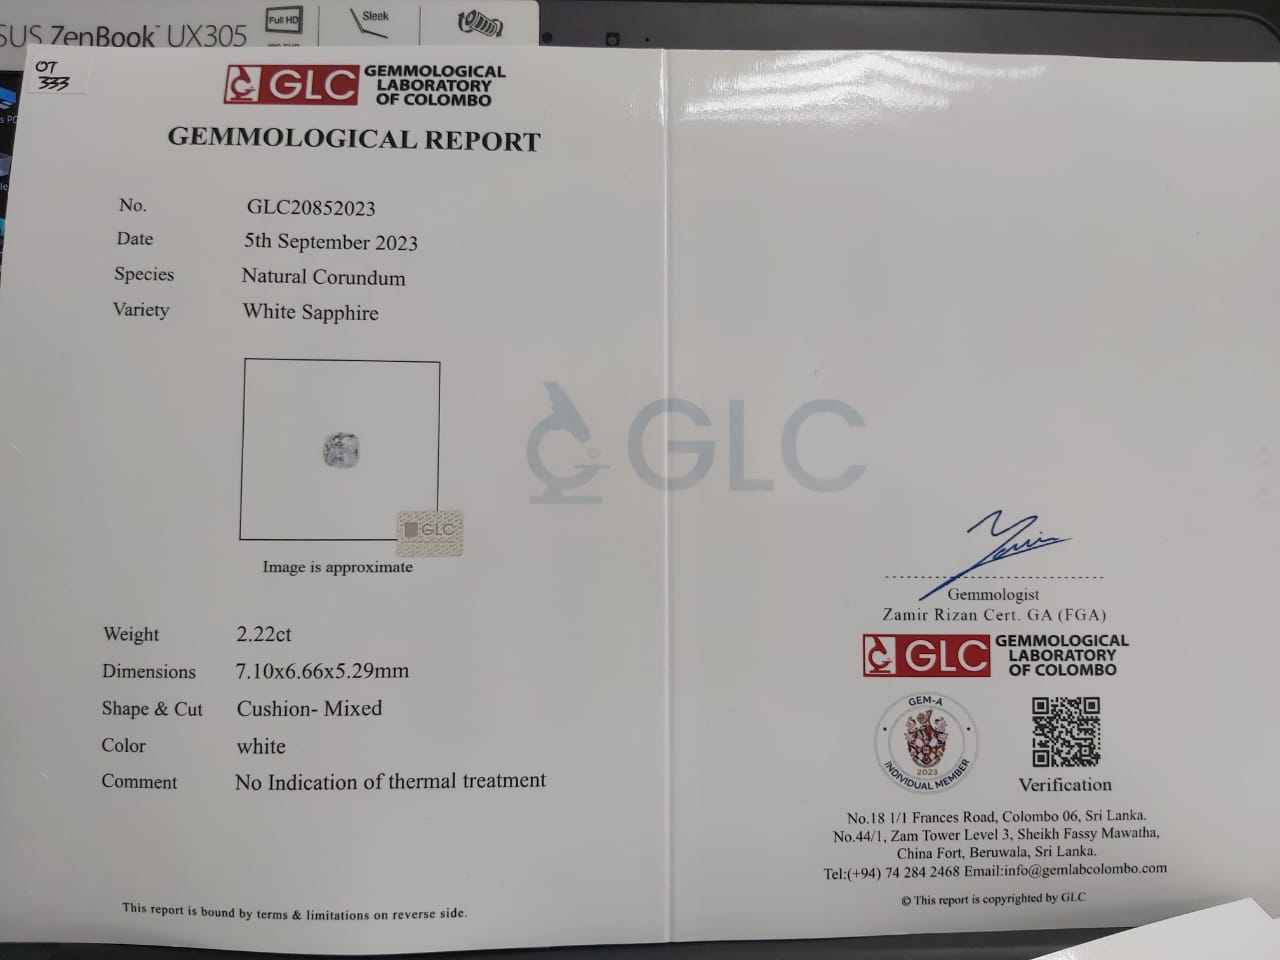 SUS ZenBook™ UX305
Full HD
Sleek
OT
333
GLC GEMMOLOGICAL
LABORATORY
OF COLOMBO
GEMMOLOGICAL REPORT
No. GLC20852023
Date 5th September 2023
Species Natural Corundum
Variety White Sapphire
GLC
Image is approximate
GLC
Weight 2.22ct
Dimensions 7.10x6.66x5.29mm
Shape & Cut Cushion- Mixed
Color white
Comment No Indication of thermal treatment
This report is bound by terms & limitations on reverse side.
Gemmologist
Zamir Rizan Cert. GA (FGA)
GLC GEMMOLOGICAL
LABORATORY
OF COLOMBO
GEM-A
2023
INDIVIDUAL MEMBER
Verification
No.18 1/1 Frances Road, Colombo 06, Sri Lanka.
No.44/1, Zam Tower Level 3, Sheikh Fassy Mawatha,
China Fort, Beruwala, Sri Lanka.
Tel:(+94) 74 284 2468 Email:info@gemlabcolombo.com
© This report is copyrighted by GLC